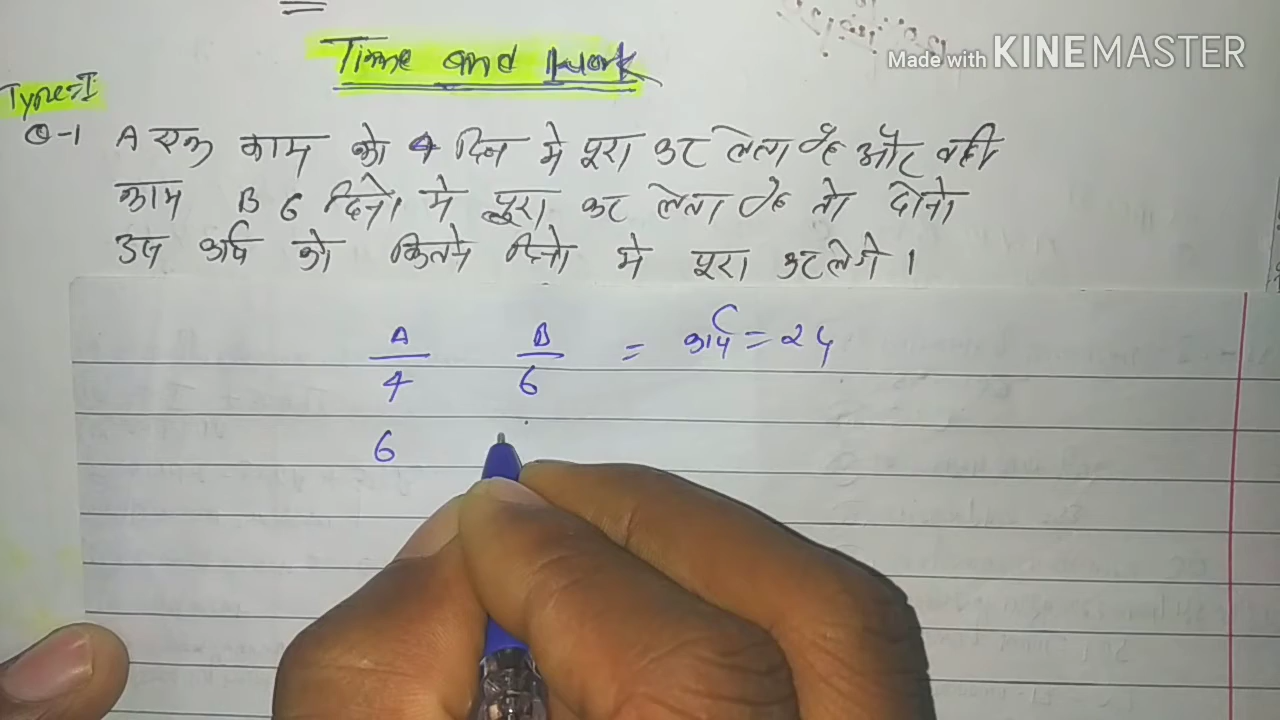 Made with KINEMASTER
Time and work
Type-I
Q-1 A एक काम को 4 दिन मे पूरा कर लेता है और वही
काम B 6 दिनो मे पूरा कर लेता है तो दोनो
उस कार्य को कितने दिनो मे पूरा करलेगे ।
A B = कार्य = 24
4 6
6